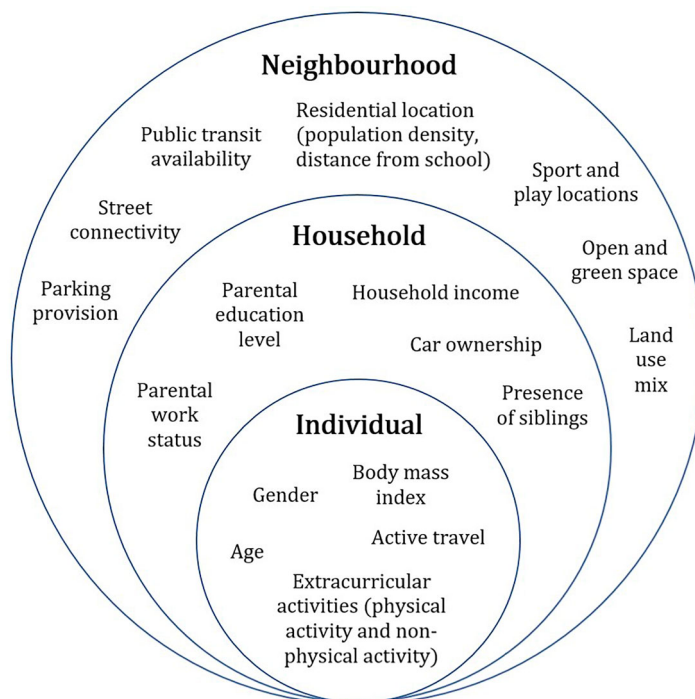 Neighbourhood
Public transit
availability
Residential location
(population density,
distance from school)
Sport and
play locations
Street
connectivity
Open and
green space
Parking
provision
Land
use
mix
Household
Parental
education
level
Household income
Car ownership
Parental
work
status
Presence
of siblings
Individual
Gender
Body mass
index
Age
Active travel
Extracurricular
activities (physical
activity and non-
physical activity)